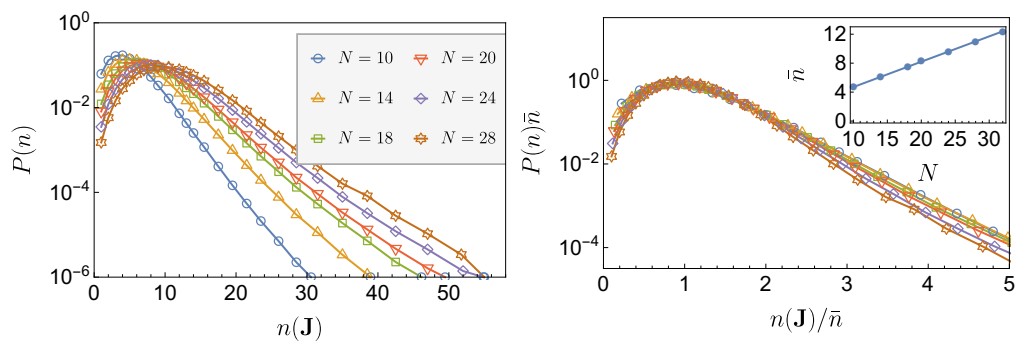 10^0
10^{-2}
10^{-4}
10^{-6}
P(n)
0 10 20 30 40 50
n(J)
N = 10 N = 20
N = 14 N = 24
N = 18 N = 28
10^0
10^{-2}
10^{-4}
P(n)n̄
0 1 2 3 4 5
n(J)/n̄
12
8
4
0
n̄
10 15 20 25 30
N